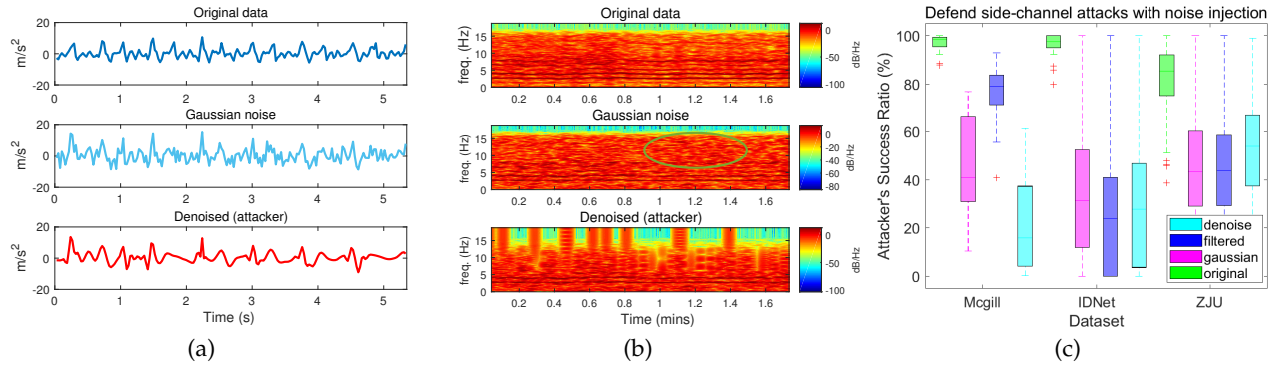 Original data
20
0
-20
m/s²
0 1 2 3 4 5
Gaussian noise
20
0
-20
m/s²
0 1 2 3 4 5
Denoised (attacker)
20
0
-20
m/s²
0 1 2 3 4 5
Time (s)
(a)
Original data
15
10
5
0
freq. (Hz)
0.2 0.4 0.6 0.8 1 1.2 1.4 1.6
0
-50
-100
dB/Hz
Gaussian noise
15
10
5
0
freq. (Hz)
0.2 0.4 0.6 0.8 1 1.2 1.4 1.6
0
-20
-40
-60
-80
dB/Hz
Denoised (attacker)
15
10
5
0
freq. (Hz)
0.2 0.4 0.6 0.8 1 1.2 1.4 1.6
Time (mins)
0
-50
-100
dB/Hz
(b)
Defend side-channel attacks with noise injection
100
80
60
40
20
0
Attacker's Success Ratio (%)
denoise
filtered
gaussian
original
Mcgill IDNet ZJU
Dataset
(c)